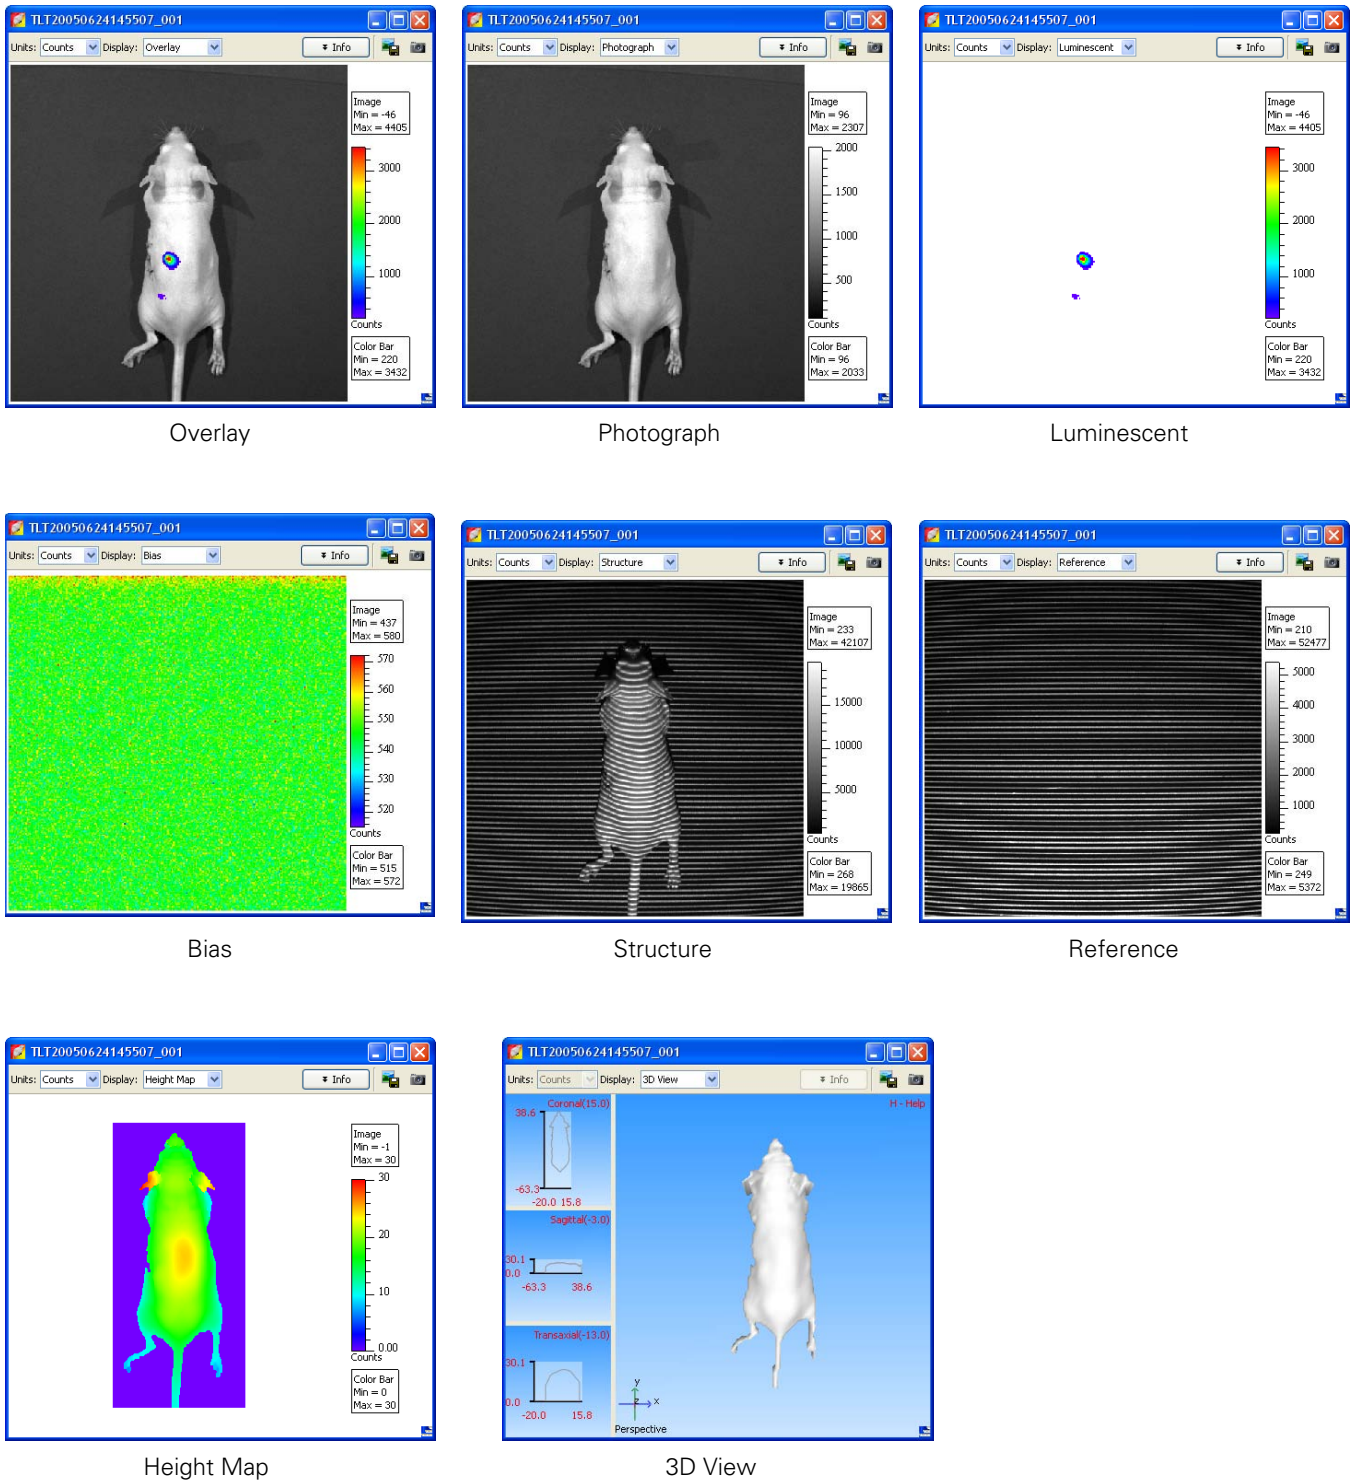 TLT20050624145507_001
Units: Counts Display: Overlay Info
Image
Min = -46
Max = 4405
3000
2000
1000
Counts
Color Bar
Min = 220
Max = 3432
Overlay
TLT20050624145507_001
Units: Counts Display: Photograph Info
Image
Min = 96
Max = 2307
2000
1500
1000
500
Counts
Color Bar
Min = 96
Max = 2033
Photograph
TLT20050624145507_001
Units: Counts Display: Luminescent Info
Image
Min = -46
Max = 4405
3000
2000
1000
Counts
Color Bar
Min = 220
Max = 3432
Luminescent
TLT20050624145507_001
Units: Counts Display: Bias Info
Image
Min = 437
Max = 580
570
560
550
540
530
520
Counts
Color Bar
Min = 515
Max = 572
Bias
TLT20050624145507_001
Units: Counts Display: Structure Info
Image
Min = 233
Max = 42107
15000
10000
5000
Counts
Color Bar
Min = 268
Max = 19865
Structure
TLT20050624145507_001
Units: Counts Display: Reference Info
Image
Min = 210
Max = 52477
5000
4000
3000
2000
1000
Counts
Color Bar
Min = 249
Max = 5372
Reference
TLT20050624145507_001
Units: Counts Display: Height Map Info
Image
Min = -1
Max = 30
30
20
10
0.00
Counts
Color Bar
Min = 0
Max = 30
Height Map
TLT20050624145507_001
Units: Counts Display: 3D View Info
Coronal(15.0)
38.6
-63.3
-20.0 15.8
Sagittal(-3.0)
30.1
0.0
-63.3 38.6
Transaxial(-13.0)
30.1
0.0
-20.0 15.8
H - Help
y
z x
Perspective
3D View